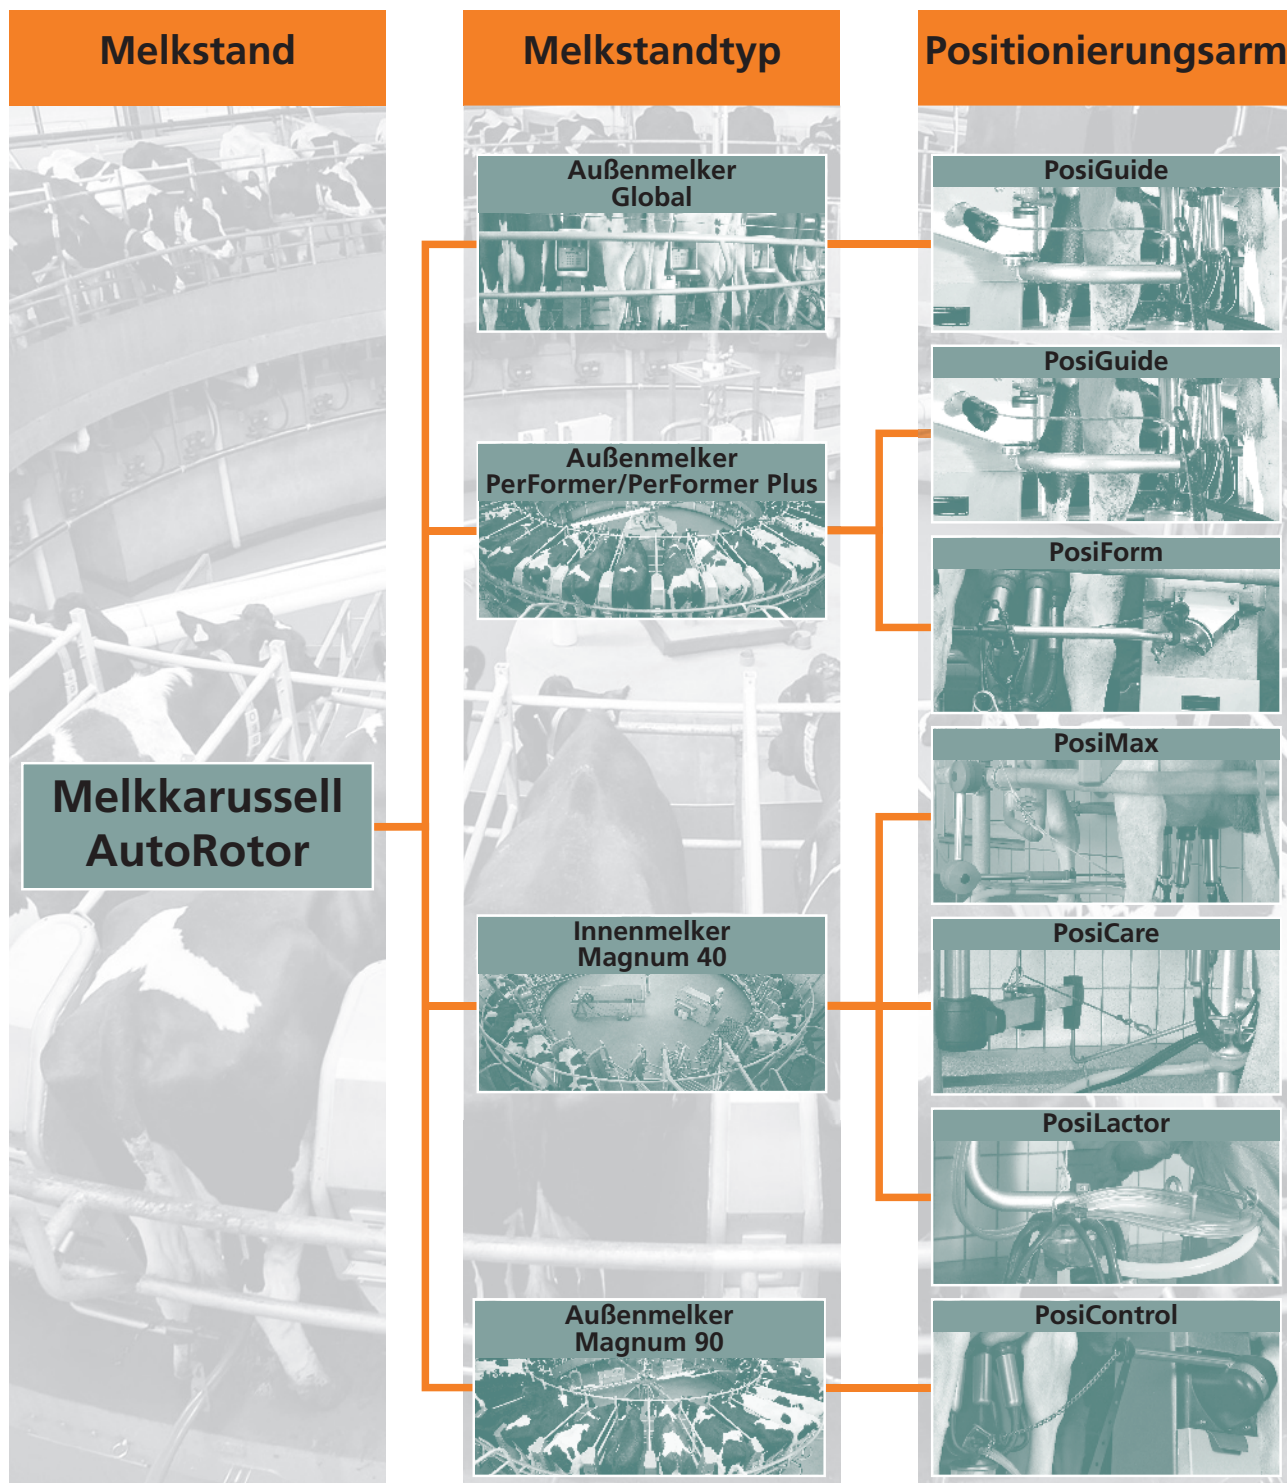 Melkstand
Melkstandtyp
Positionierungsarm
Melkkarussell
AutoRotor
Außenmelker
Global
Außenmelker
PerFormer/PerFormer Plus
Innenmelker
Magnum 40
Außenmelker
Magnum 90
PosiGuide
PosiGuide
PosiForm
PosiMax
PosiCare
PosiLactor
PosiControl